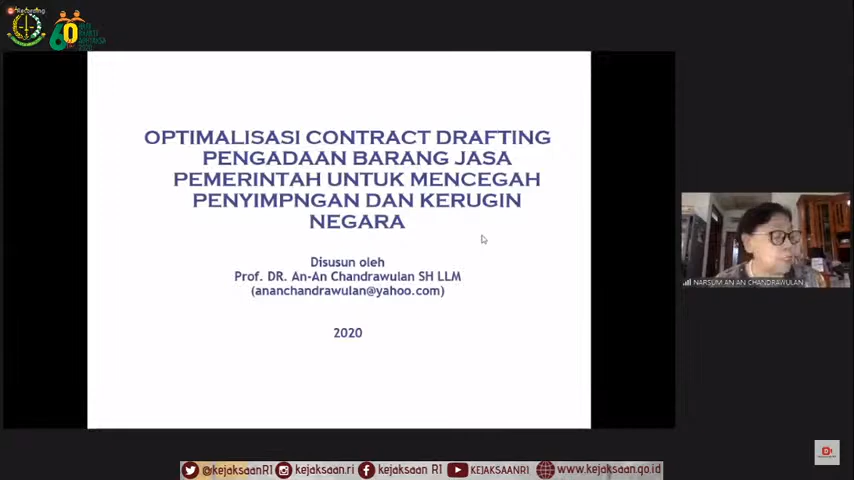 Recording
60
OPTIMALISASI CONTRACT DRAFTING
PENGADAAN BARANG JASA
PEMERINTAH UNTUK MENCEGAH
PENYIMPNGAN DAN KERUGIN
NEGARA
Disusun oleh
Prof. DR. An-An Chandrawulan SH LLM
(ananchandrawulan@yahoo.com)
2020
NARSUM AN AN CHANDRAWULAN
@kejaksaanRI kejaksaan.ri kejaksaan RI KEJAKSAANRI www.kejaksaan.go.id